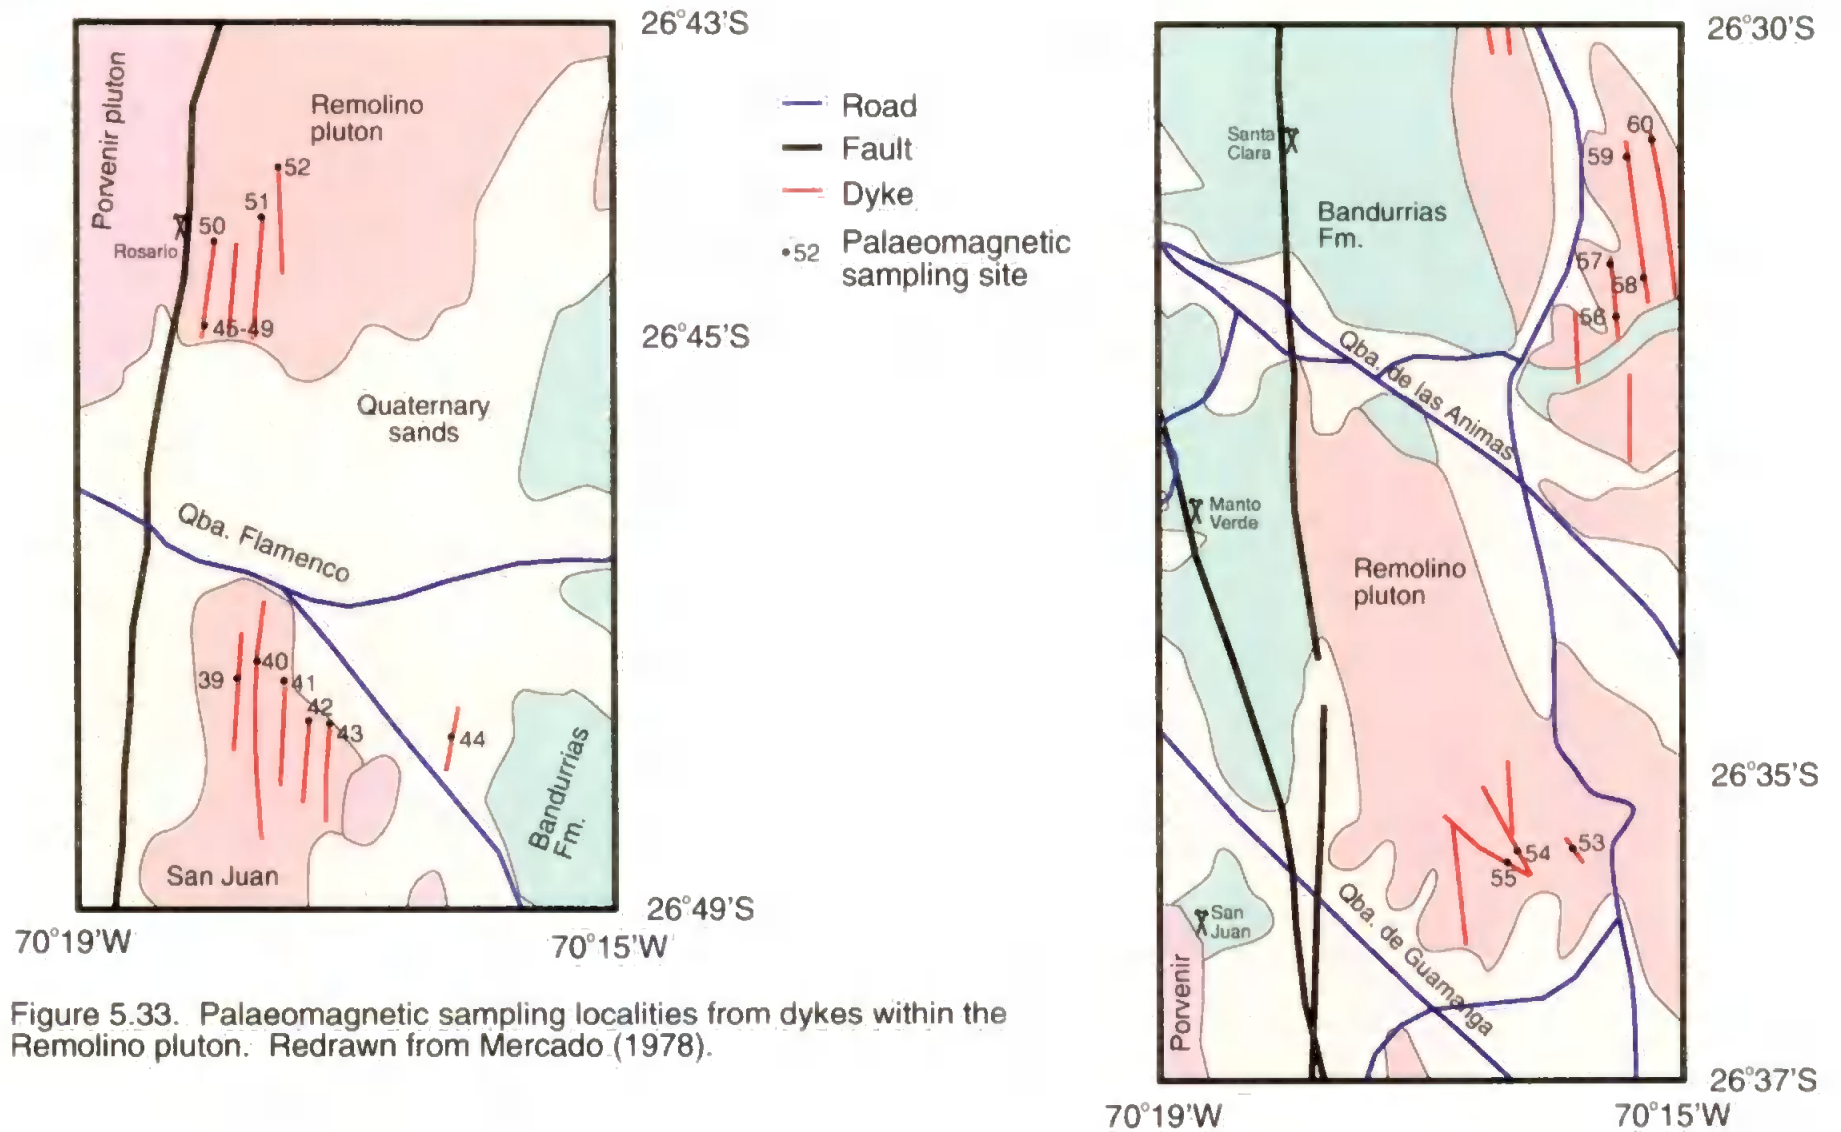 26°43'S
Porvenir pluton
Remolino
pluton
52
51
50
Rosario
45-49
26°45'S
Quaternary
sands
Qba. Flamenco
40
39
41
42
43
44
Bandurrias
Fm.
San Juan
26°49'S
70°19'W
70°15'W
Road
Fault
Dyke
•52 Palaeomagnetic
sampling site
26°30'S
Santa
Clara
60
59
Bandurrias
Fm.
57
58
56
Qba. de las Animas
Manto
Verde
Remolino
pluton
26°35'S
53
54
55
Qba. de Guamanga
San
Juan
Porvenir
26°37'S
70°19'W
70°15'W
Figure 5.33. Palaeomagnetic sampling localities from dykes within the
Remolino pluton. Redrawn from Mercado (1978).